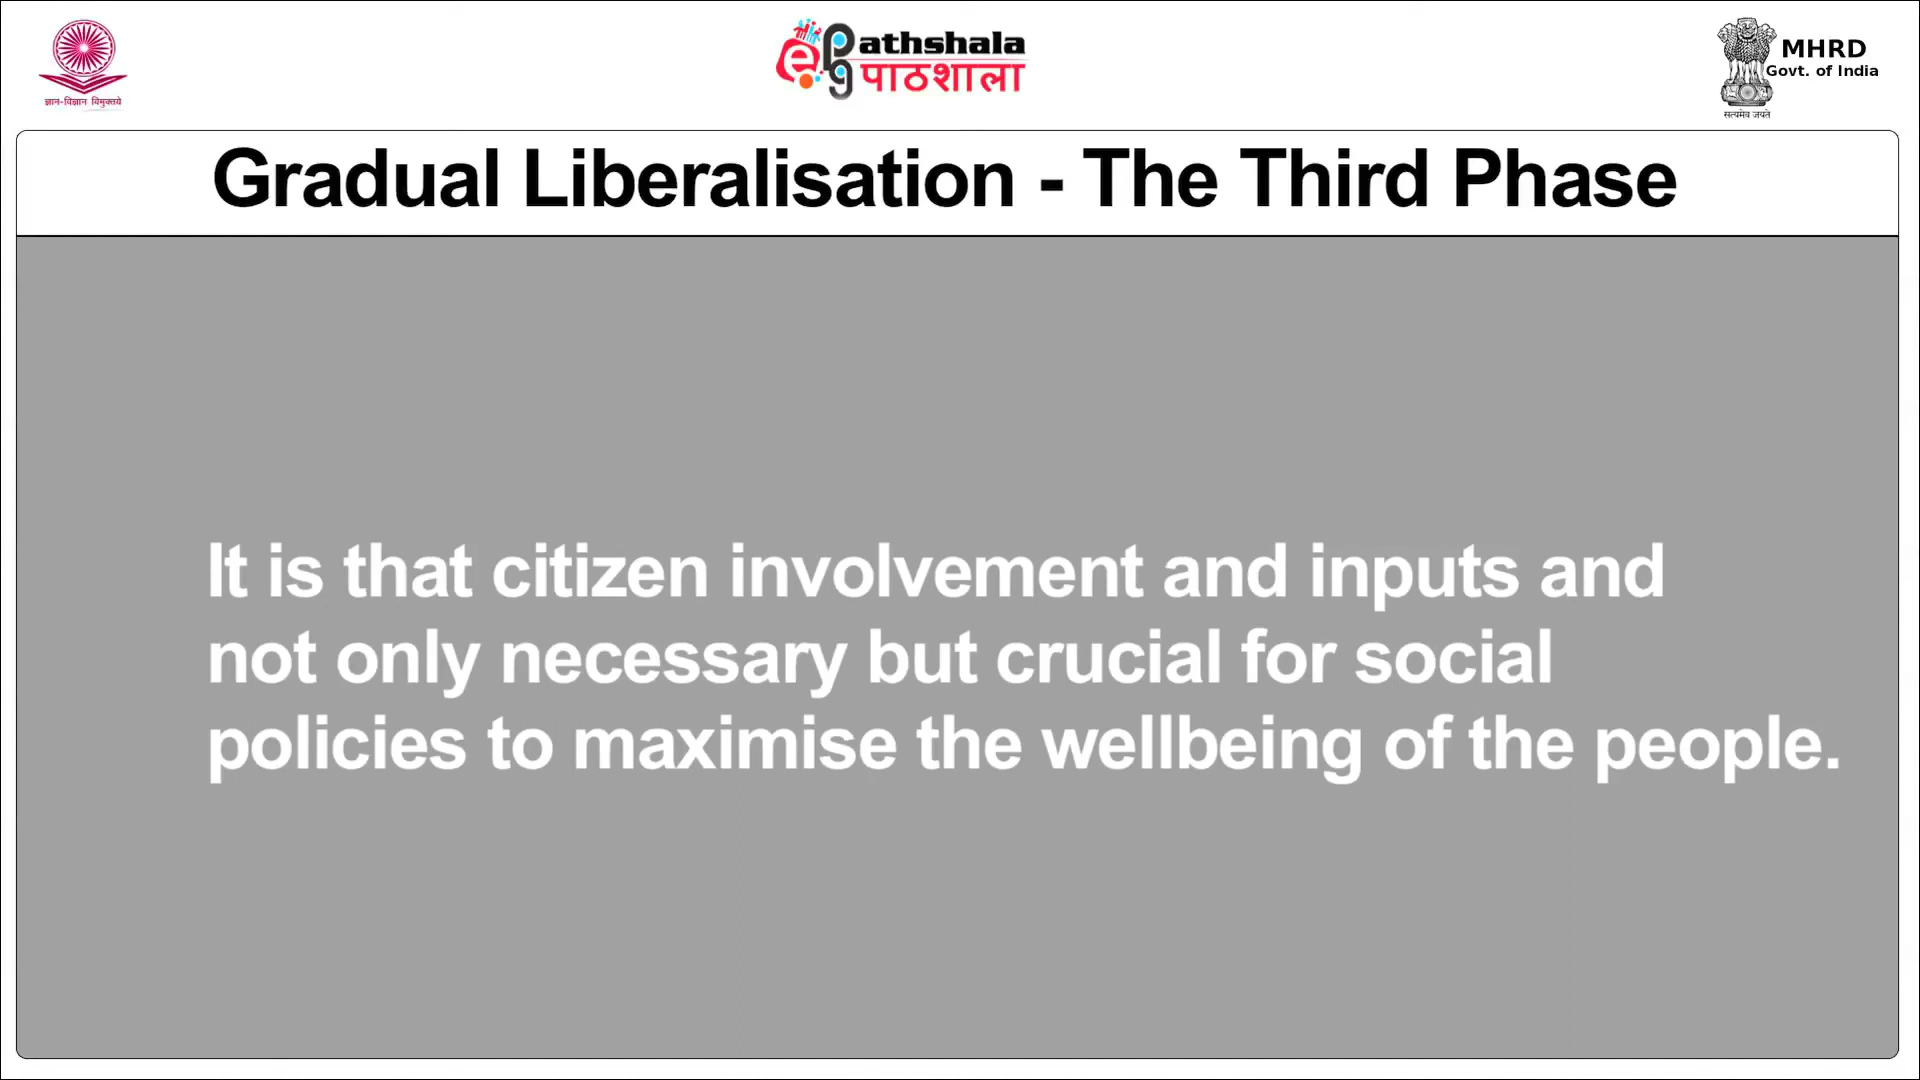 ज्ञान-विज्ञान विमुक्तये
epg athshala
पाठशाला
MHRD
Govt. of India
सत्यमेव जयते
Gradual Liberalisation - The Third Phase
It is that citizen involvement and inputs and
not only necessary but crucial for social
policies to maximise the wellbeing of the people.